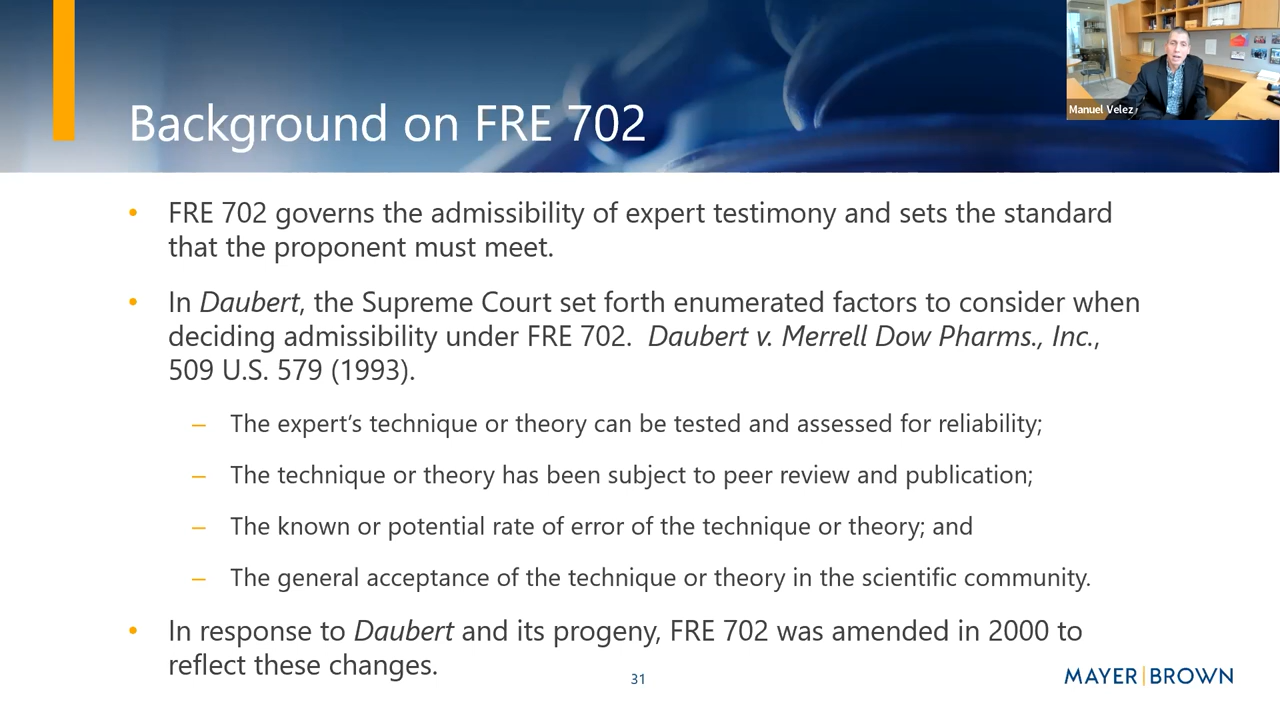 Background on FRE 702
Manuel Velez
• FRE 702 governs the admissibility of expert testimony and sets the standard
that the proponent must meet.
• In Daubert, the Supreme Court set forth enumerated factors to consider when
deciding admissibility under FRE 702. Daubert v. Merrell Dow Pharms., Inc.,
509 U.S. 579 (1993).
– The expert’s technique or theory can be tested and assessed for reliability;
– The technique or theory has been subject to peer review and publication;
– The known or potential rate of error of the technique or theory; and
– The general acceptance of the technique or theory in the scientific community.
• In response to Daubert and its progeny, FRE 702 was amended in 2000 to
reflect these changes.
31
MAYER|BROWN